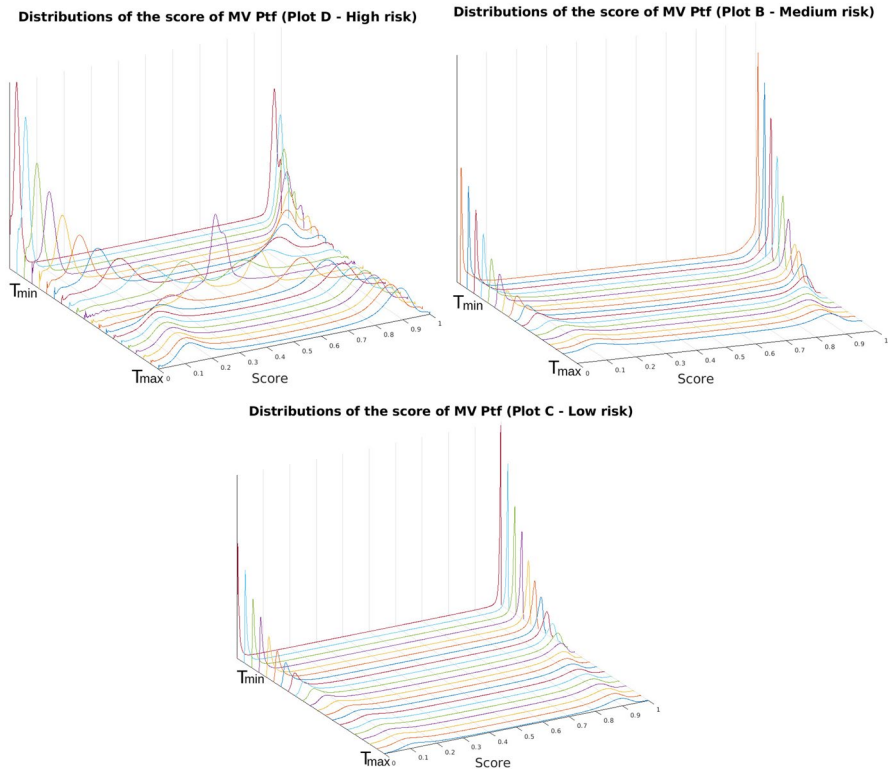 Distributions of the score of MV Ptf (Plot D - High risk)
Tmin
Tmax
0 0.1 0.2 0.3 0.4 0.5 0.6 0.7 0.8 0.9 1
Score
Distributions of the score of MV Ptf (Plot B - Medium risk)
Tmin
Tmax
0 0.1 0.2 0.3 0.4 0.5 0.6 0.7 0.8 0.9 1
Score
Distributions of the score of MV Ptf (Plot C - Low risk)
Tmin
Tmax
0 0.1 0.2 0.3 0.4 0.5 0.6 0.7 0.8 0.9 1
Score